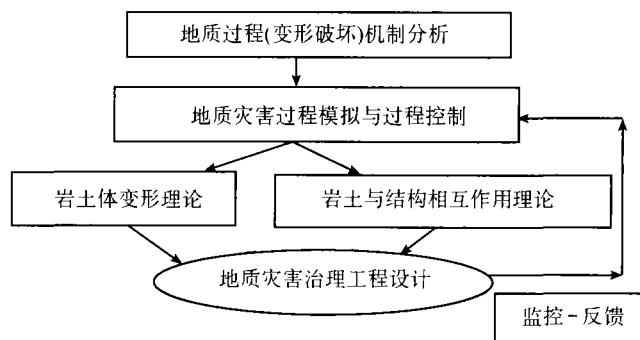 地质过程(变形破坏)机制分析
地质灾害过程模拟与过程控制
岩土体变形理论
岩土与结构相互作用理论
地质灾害治理工程设计
监控-反馈